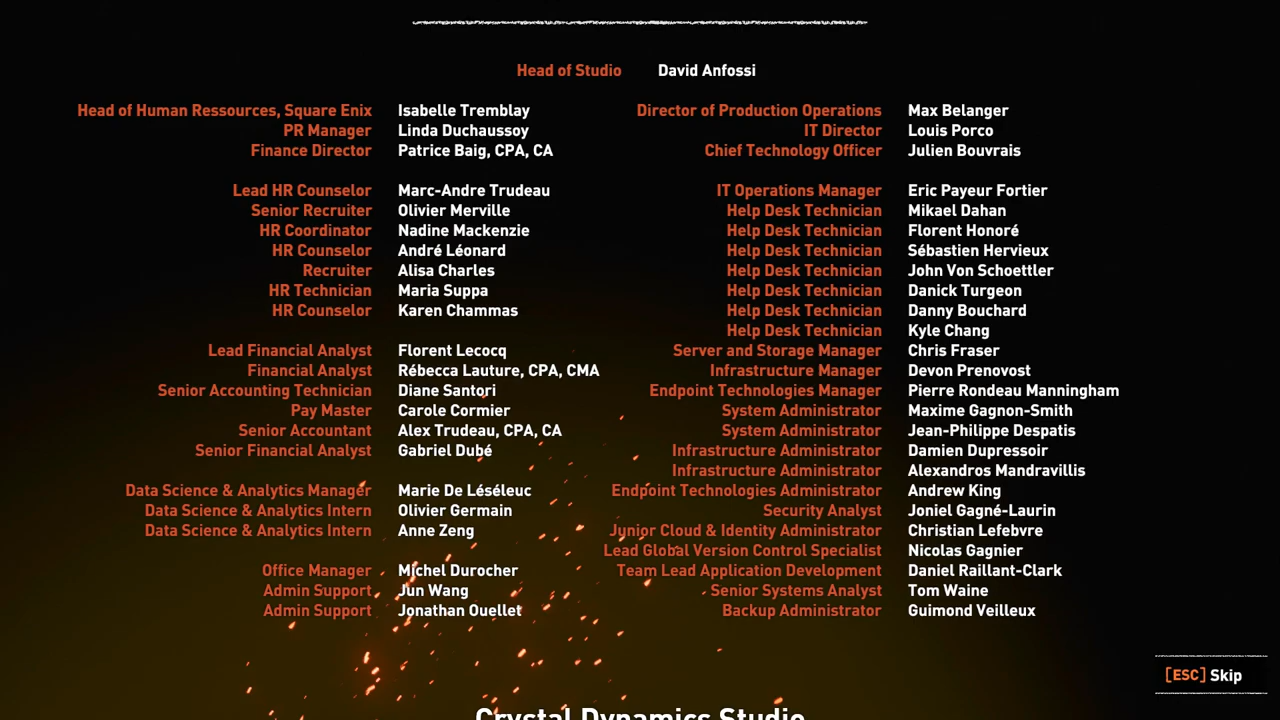 Head of Studio David Anfossi
Head of Human Ressources, Square Enix Isabelle Tremblay
PR Manager Linda Duchaussoy
Finance Director Patrice Baig, CPA, CA
Lead HR Counselor Marc-Andre Trudeau
Senior Recruiter Olivier Merville
HR Coordinator Nadine Mackenzie
HR Counselor André Léonard
Recruiter Alisa Charles
HR Technician Maria Suppa
HR Counselor Karen Chammas
Lead Financial Analyst Florent Lecocq
Financial Analyst Rébecca Lauture, CPA, CMA
Senior Accounting Technician Diane Santori
Pay Master Carole Cormier
Senior Accountant Alex Trudeau, CPA, CA
Senior Financial Analyst Gabriel Dubé
Data Science & Analytics Manager Marie De Léséleuc
Data Science & Analytics Intern Olivier Germain
Data Science & Analytics Intern Anne Zeng
Office Manager Michel Durocher
Admin Support Jun Wang
Admin Support Jonathan Ouellet
Director of Production Operations Max Belanger
IT Director Louis Porco
Chief Technology Officer Julien Bouvrais
IT Operations Manager Eric Payeur Fortier
Help Desk Technician Mikael Dahan
Help Desk Technician Florent Honoré
Help Desk Technician Sébastien Hervieux
Help Desk Technician John Von Schoettler
Help Desk Technician Danick Turgeon
Help Desk Technician Danny Bouchard
Help Desk Technician Kyle Chang
Server and Storage Manager Chris Fraser
Infrastructure Manager Devon Prenovost
Endpoint Technologies Manager Pierre Rondeau Manningham
System Administrator Maxime Gagnon-Smith
System Administrator Jean-Philippe Despatis
Infrastructure Administrator Damien Dupressoir
Infrastructure Administrator Alexandros Mandravillis
Endpoint Technologies Administrator Andrew King
Security Analyst Joniel Gagné-Laurin
Junior Cloud & Identity Administrator Christian Lefebvre
Lead Global Version Control Specialist Nicolas Gagnier
Team Lead Application Development Daniel Raillant-Clark
Senior Systems Analyst Tom Waine
Backup Administrator Guimond Veilleux
[ESC] Skip
Crystal Dynamics Studio